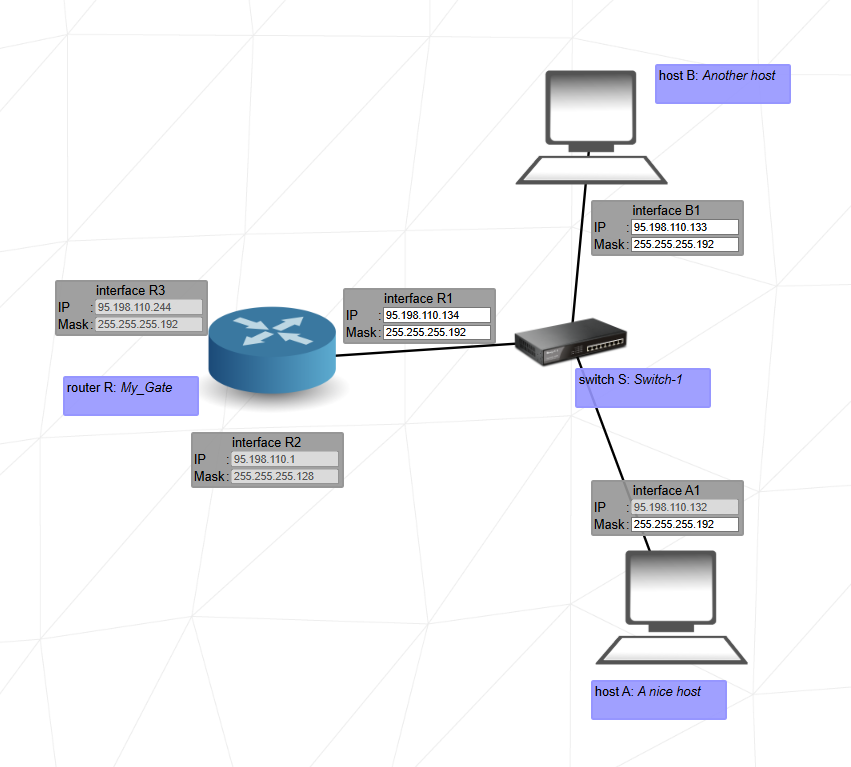 host B: Another host
interface B1
IP : 95.198.110.133
Mask : 255.255.255.192
interface R3
IP : 95.198.110.244
Mask : 255.255.255.192
interface R1
IP : 95.198.110.134
Mask : 255.255.255.192
router R: My_Gate
switch S: Switch-1
interface R2
IP : 95.198.110.1
Mask : 255.255.255.128
interface A1
IP : 95.198.110.132
Mask : 255.255.255.192
host A: A nice host